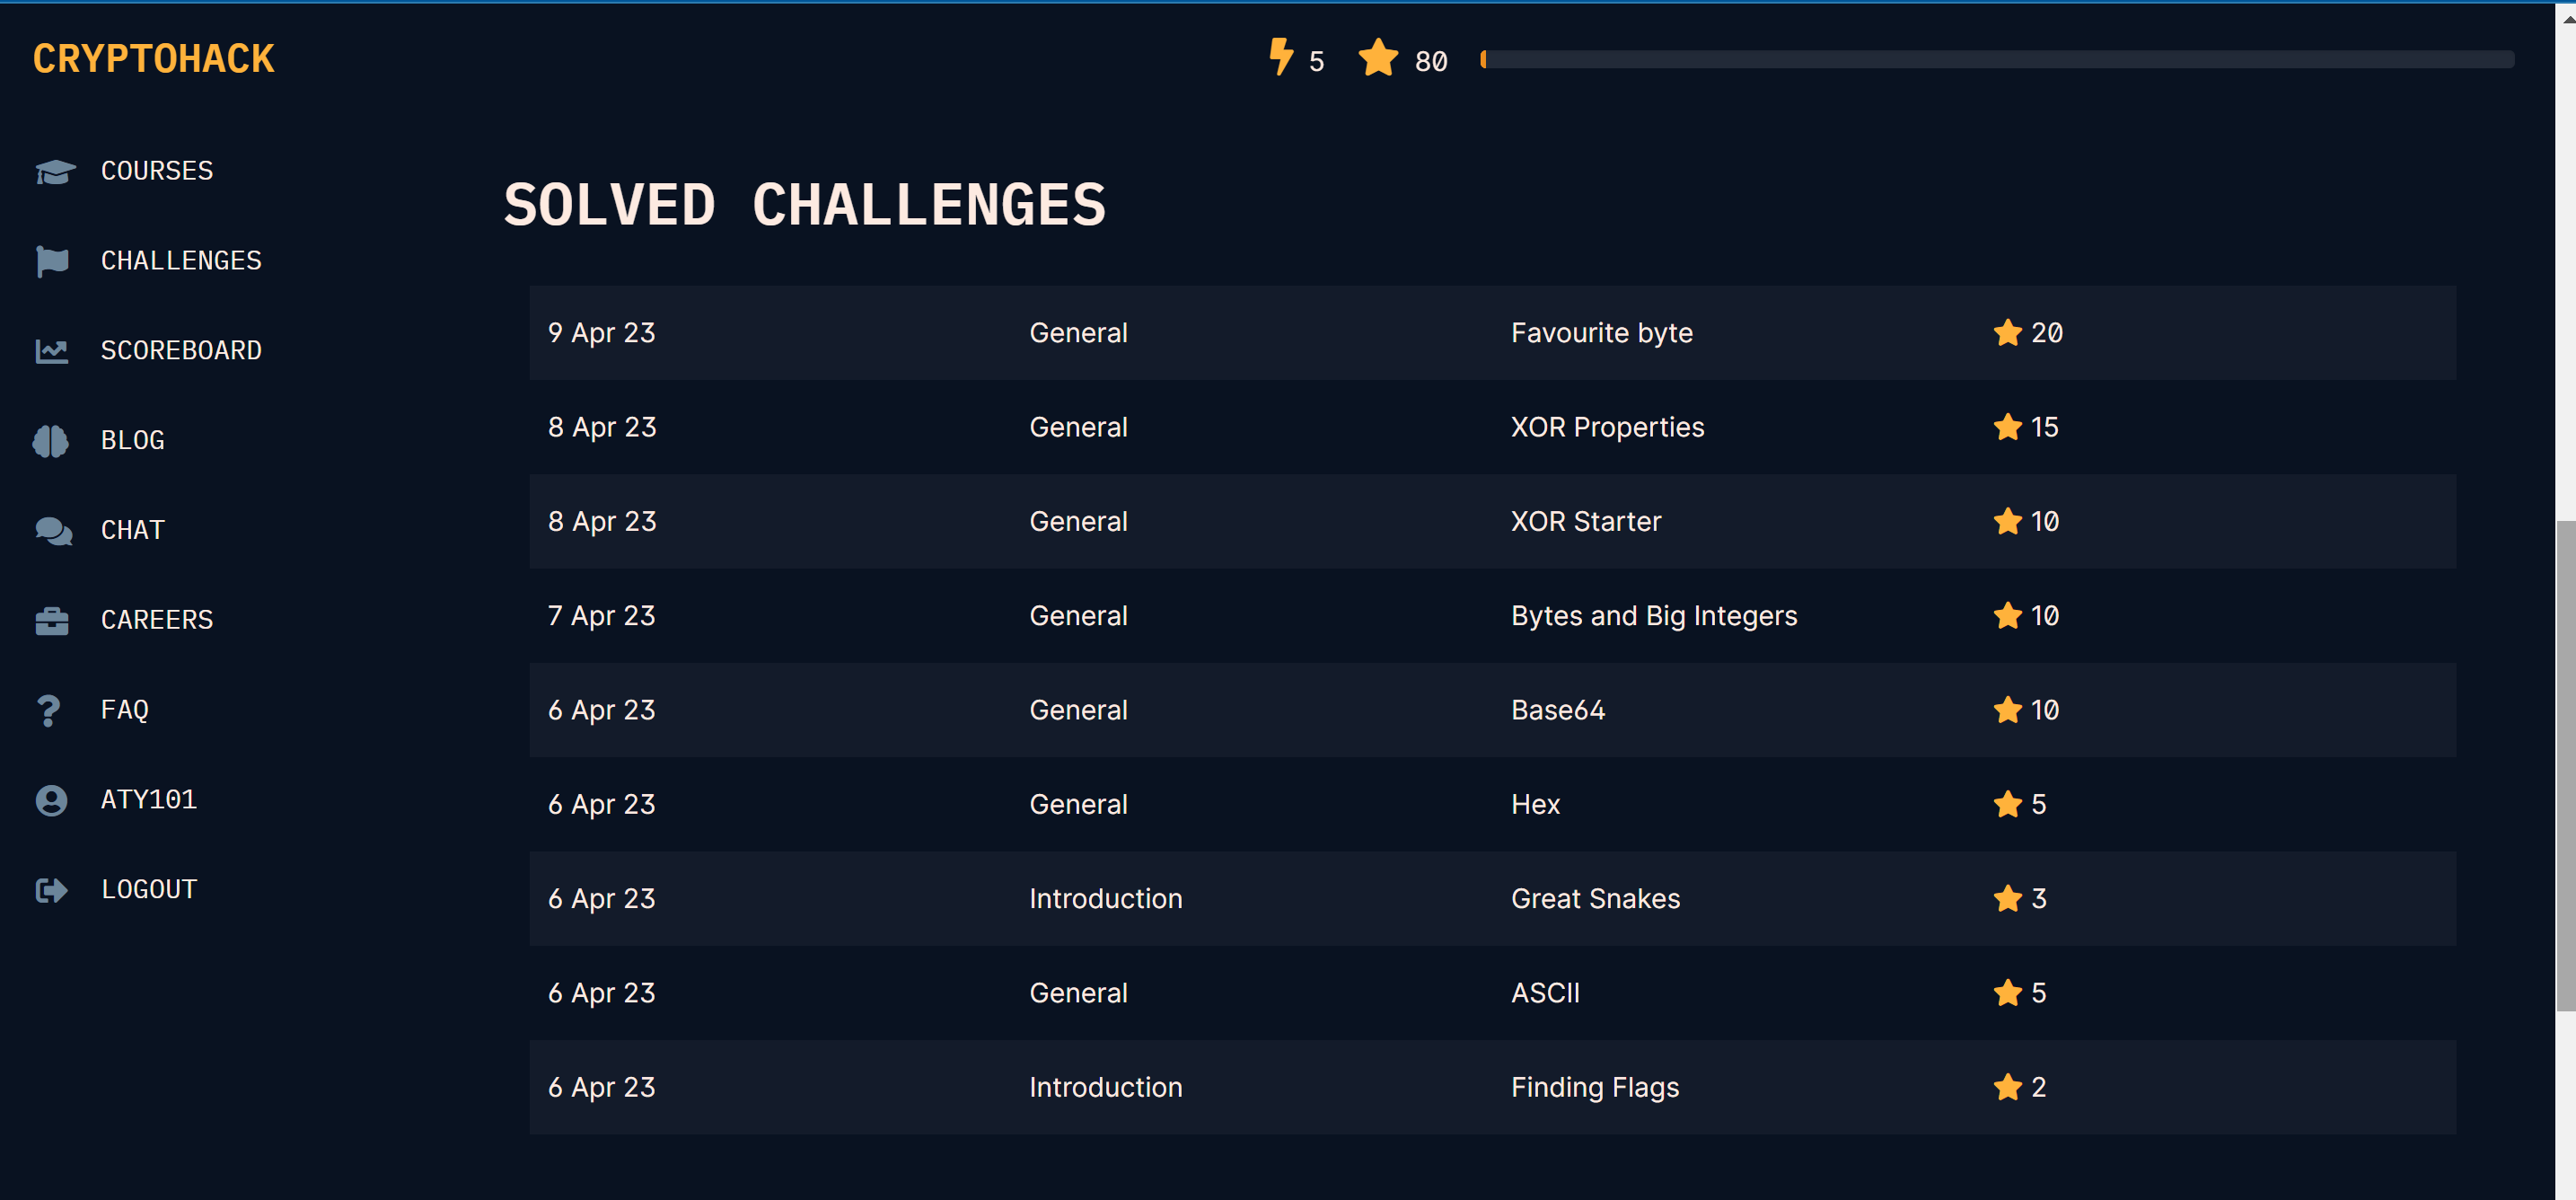 CRYPTOHACK
5 80
COURSES
CHALLENGES
SCOREBOARD
BLOG
CHAT
CAREERS
FAQ
ATY101
LOGOUT
SOLVED CHALLENGES
9 Apr 23 General Favourite byte 20
8 Apr 23 General XOR Properties 15
8 Apr 23 General XOR Starter 10
7 Apr 23 General Bytes and Big Integers 10
6 Apr 23 General Base64 10
6 Apr 23 General Hex 5
6 Apr 23 Introduction Great Snakes 3
6 Apr 23 General ASCII 5
6 Apr 23 Introduction Finding Flags 2